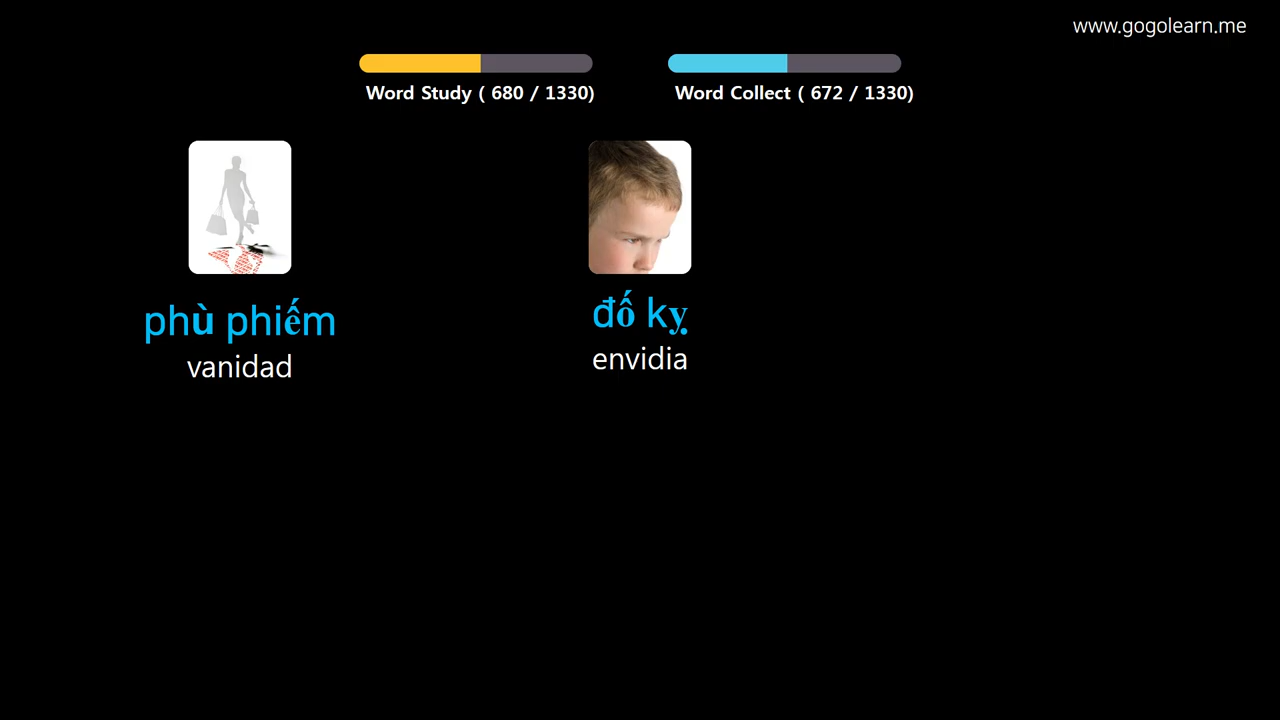 www.gogolearn.me
Word Study ( 680 / 1330)
Word Collect ( 672 / 1330)
phù phiếm
vanidad
đố kỵ
envidia